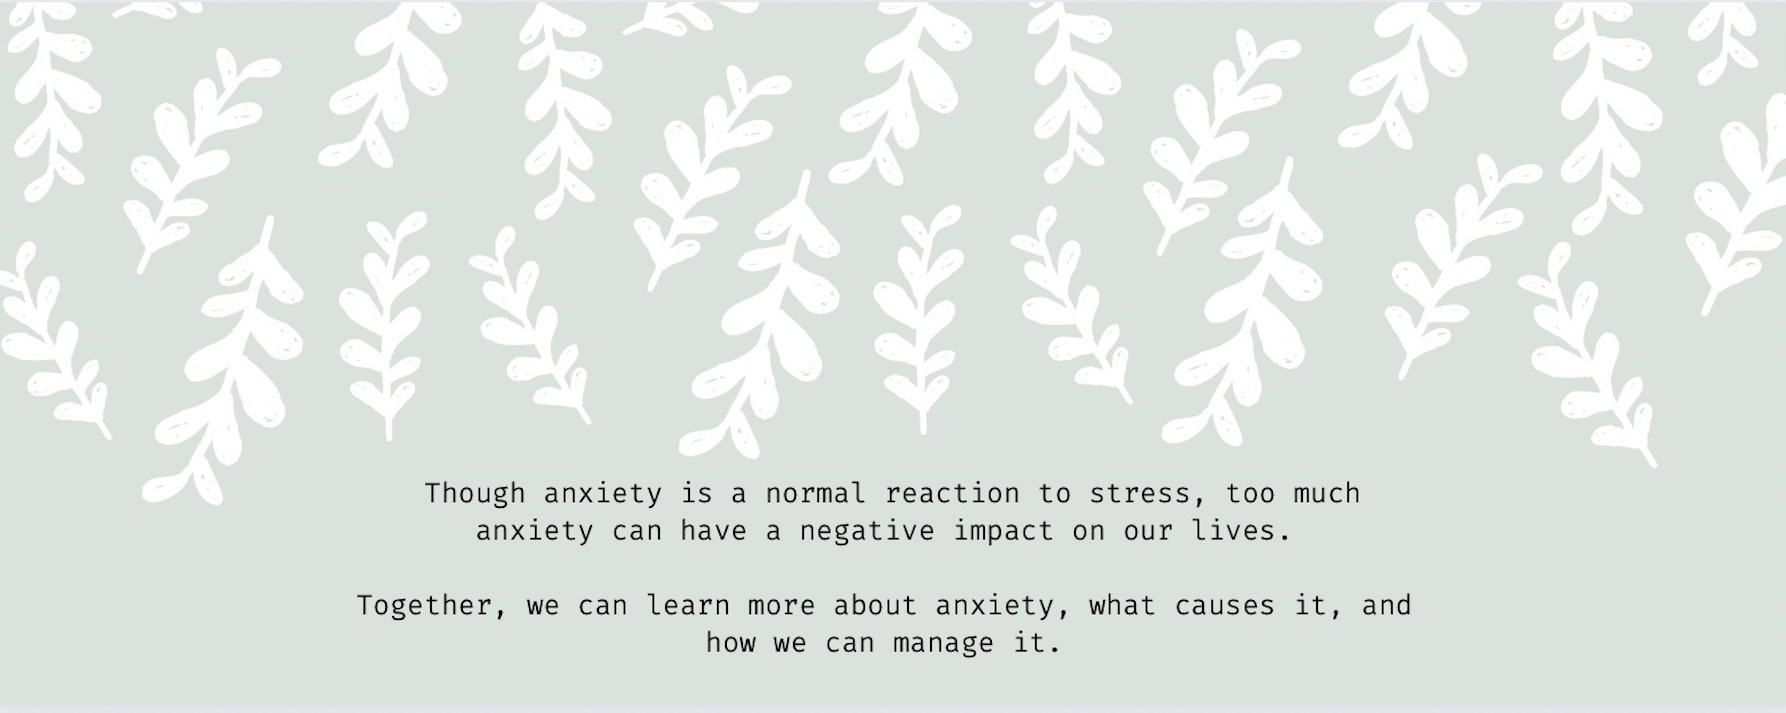 Though anxiety is a normal reaction to stress, too much
anxiety can have a negative impact on our lives.
Together, we can learn more about anxiety, what causes it, and
how we can manage it.